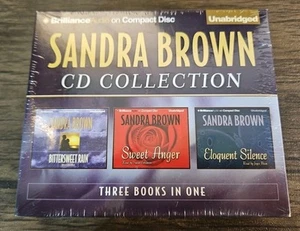 Brilliance Audio on Compact Disc
Unabridged
SANDRA BROWN
CD COLLECTION
SANDRA BROWN
BITTERSWEET RAIN
SANDRA BROWN
Sweet Anger
SANDRA BROWN
Eloquent Silence
THREE BOOKS IN ONE